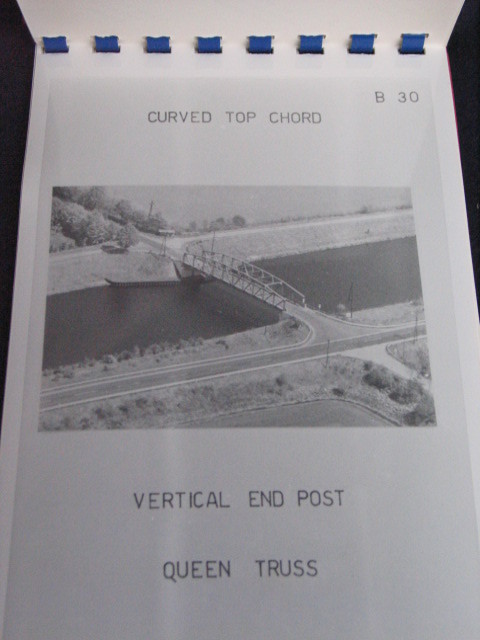 B 30
CURVED TOP CHORD
VERTICAL END POST
QUEEN TRUSS